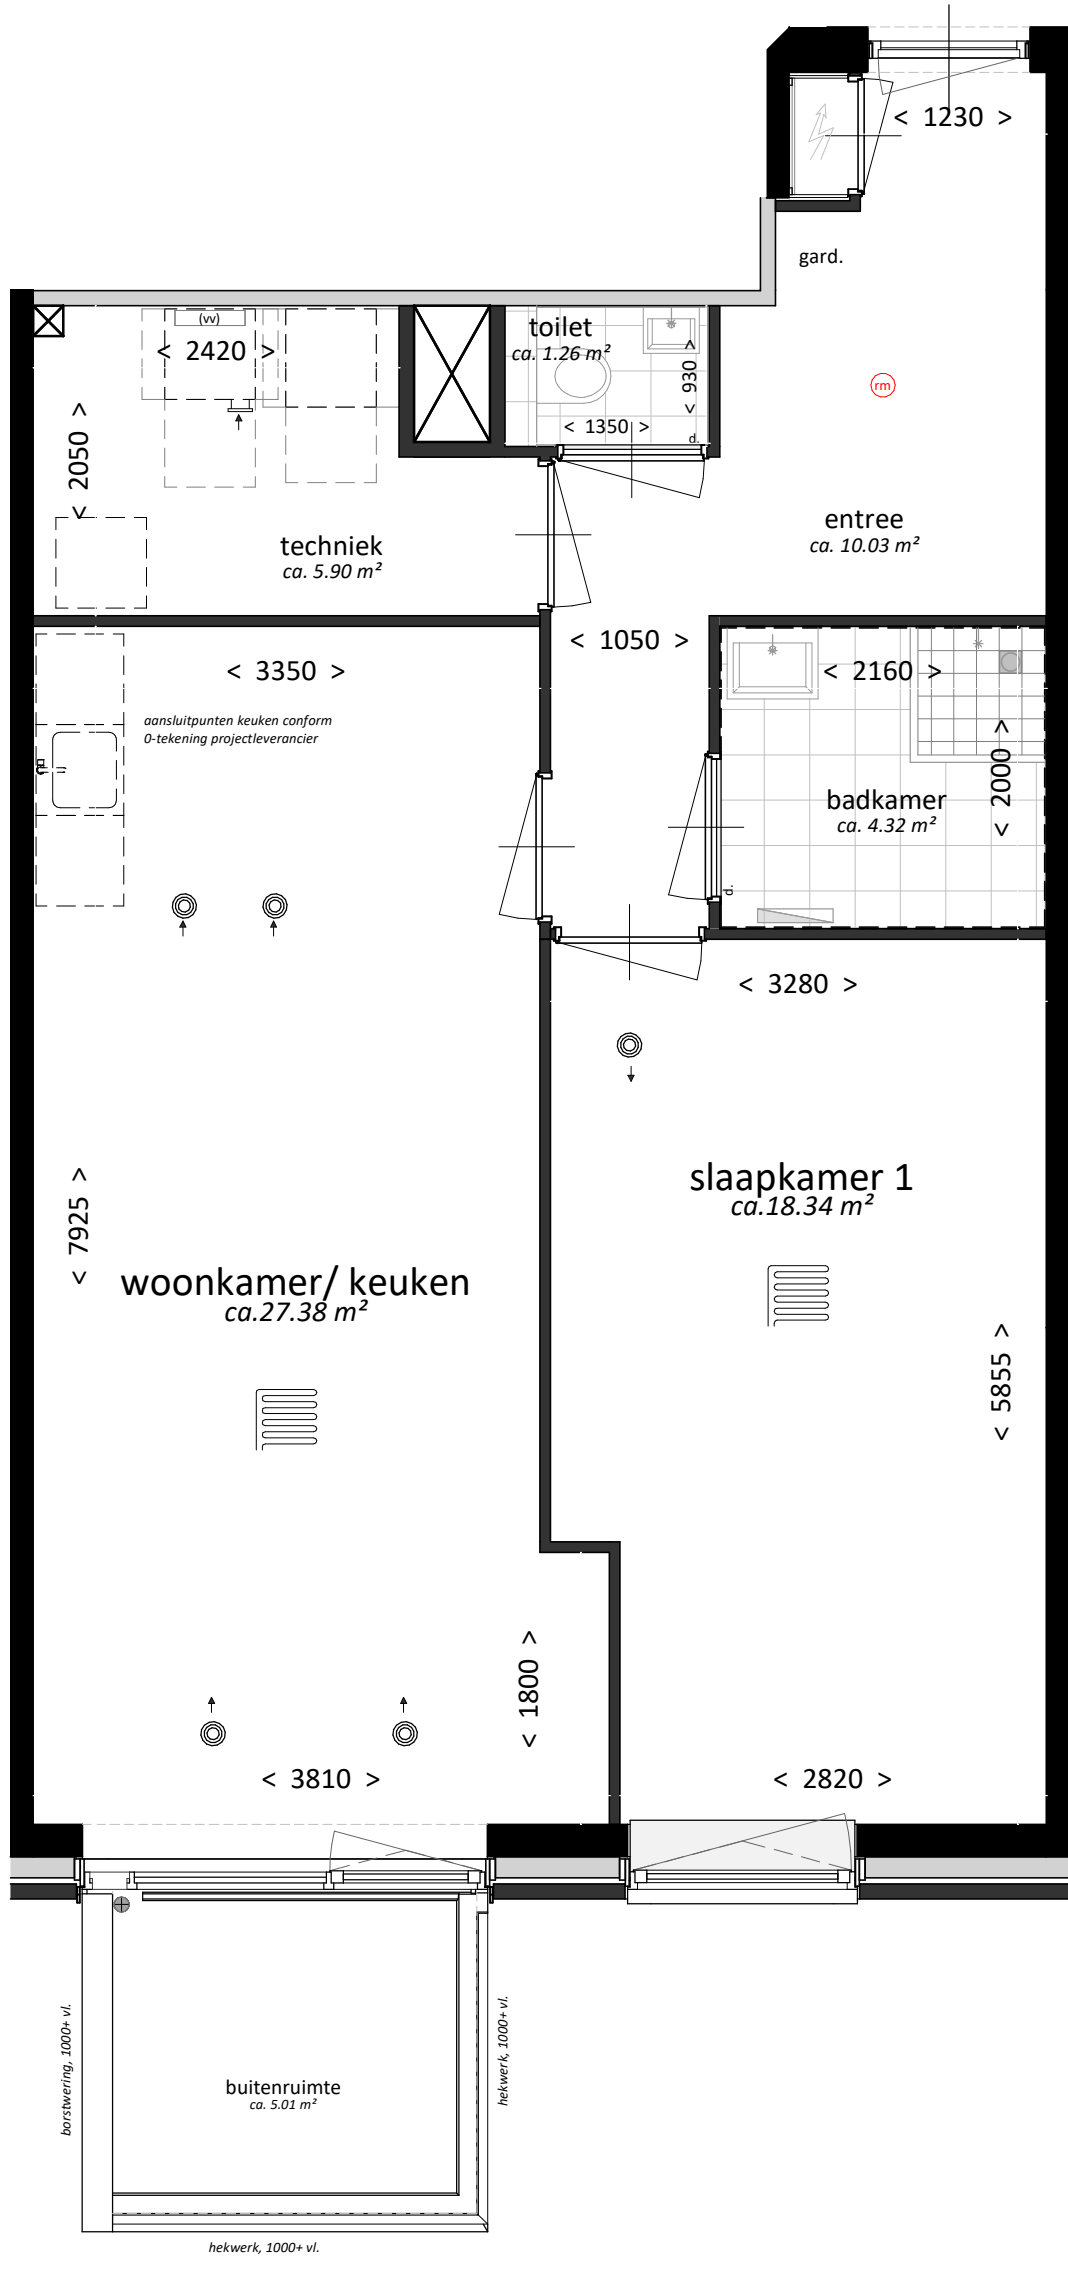 < 1230 >
gard.
(vv)
< 2420 >
toilet
ca. 1.26 m²
< 930 >
rm
< 1350 >
d.
< 2050 >
entree
ca. 10.03 m²
techniek
ca. 5.90 m²
< 1050 >
< 3350 >
< 2160 >
aansluitpunten keuken conform
0-tekening projectleverancier
< 2000 >
badkamer
ca. 4.32 m²
d.
< 3280 >
slaapkamer 1
ca.18.34 m²
< 7925 >
woonkamer/ keuken
ca.27.38 m²
< 5855 >
< 1800 >
< 3810 >
< 2820 >
borstwering, 1000+ vl.
hekwerk, 1000+ vl.
buitenruimte
ca. 5.01 m²
hekwerk, 1000+ vl.